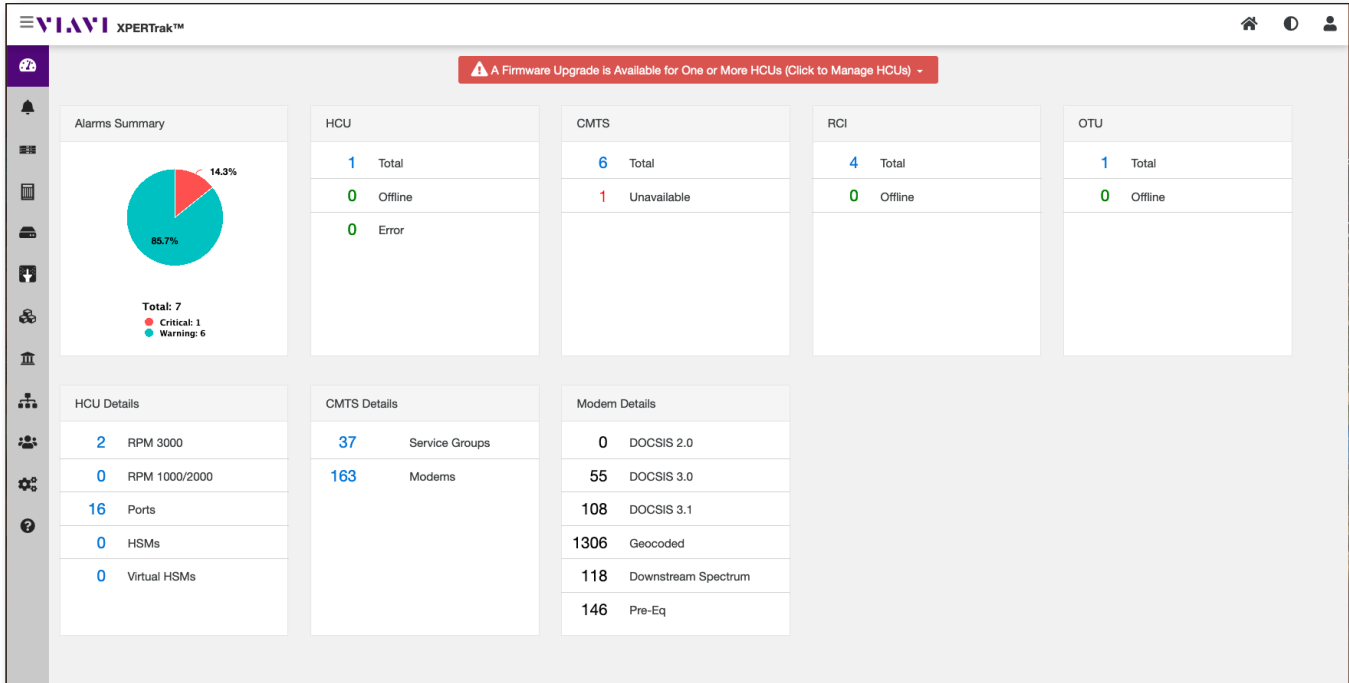 VIAVI XPERTrak™
A Firmware Upgrade is Available for One or More HCUs (Click to Manage HCUs)
Alarms Summary
14.3%
85.7%
Total: 7
Critical: 1
Warning: 6
HCU
1 Total
0 Offline
0 Error
CMTS
6 Total
1 Unavailable
RCI
4 Total
0 Offline
OTU
1 Total
0 Offline
HCU Details
2 RPM 3000
0 RPM 1000/2000
16 Ports
0 HSMs
0 Virtual HSMs
CMTS Details
37 Service Groups
163 Modems
Modem Details
0 DOCSIS 2.0
55 DOCSIS 3.0
108 DOCSIS 3.1
1306 Geocoded
118 Downstream Spectrum
146 Pre-Eq